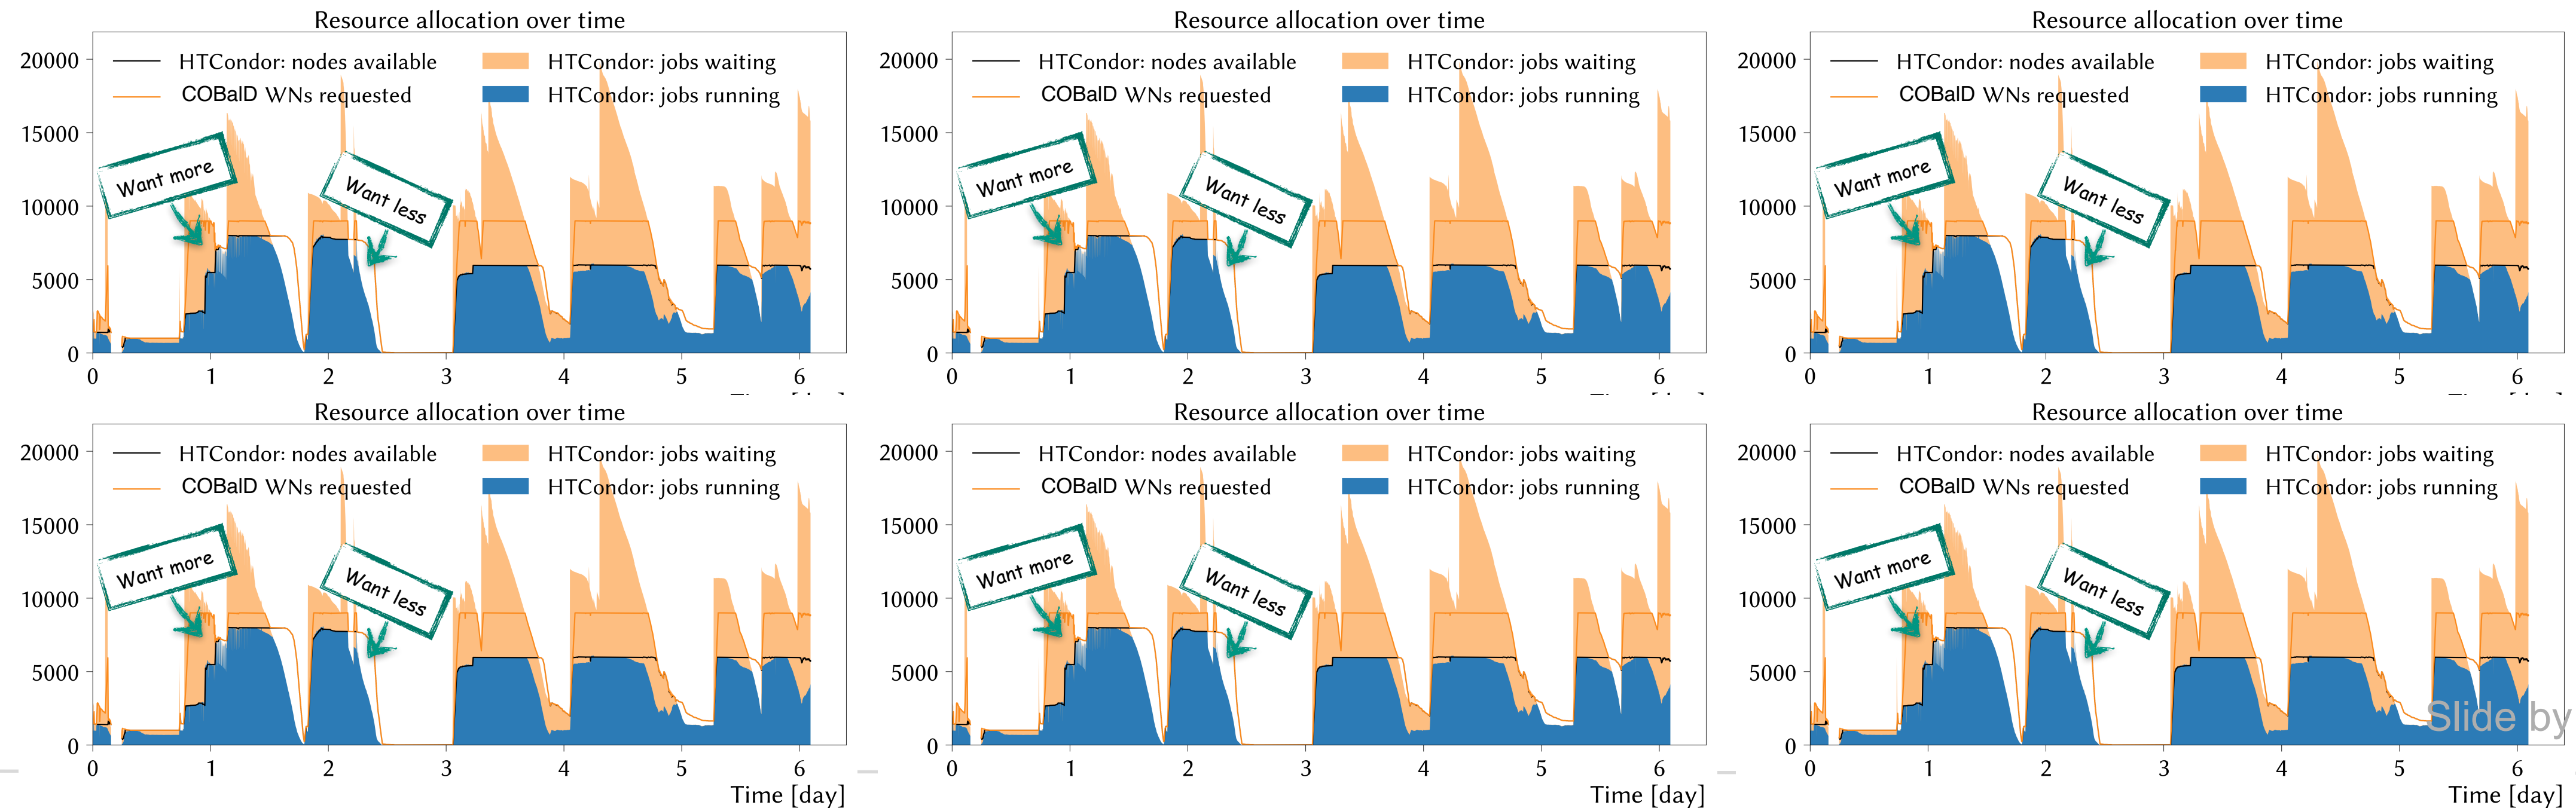 Resource allocation over time
Resource allocation over time
Resource allocation over time
20000
15000
10000
5000
0
HTCondor: nodes available
COBalD WNs requested
HTCondor: jobs waiting
HTCondor: jobs running
Want more
Want less
0 1 2 3 4 5 6
20000
15000
10000
5000
0
HTCondor: nodes available
COBalD WNs requested
HTCondor: jobs waiting
HTCondor: jobs running
Want more
Want less
0 1 2 3 4 5 6
20000
15000
10000
5000
0
HTCondor: nodes available
COBalD WNs requested
HTCondor: jobs waiting
HTCondor: jobs running
Want more
Want less
0 1 2 3 4 5 6
Resource allocation over time
Resource allocation over time
Resource allocation over time
20000
15000
10000
5000
0
HTCondor: nodes available
COBalD WNs requested
HTCondor: jobs waiting
HTCondor: jobs running
Want more
Want less
0 1 2 3 4 5 6
Time [day]
20000
15000
10000
5000
0
HTCondor: nodes available
COBalD WNs requested
HTCondor: jobs waiting
HTCondor: jobs running
Want more
Want less
0 1 2 3 4 5 6
Time [day]
20000
15000
10000
5000
0
HTCondor: nodes available
COBalD WNs requested
HTCondor: jobs waiting
HTCondor: jobs running
Want more
Want less
Slide by
0 1 2 3 4 5 6
Time [day]